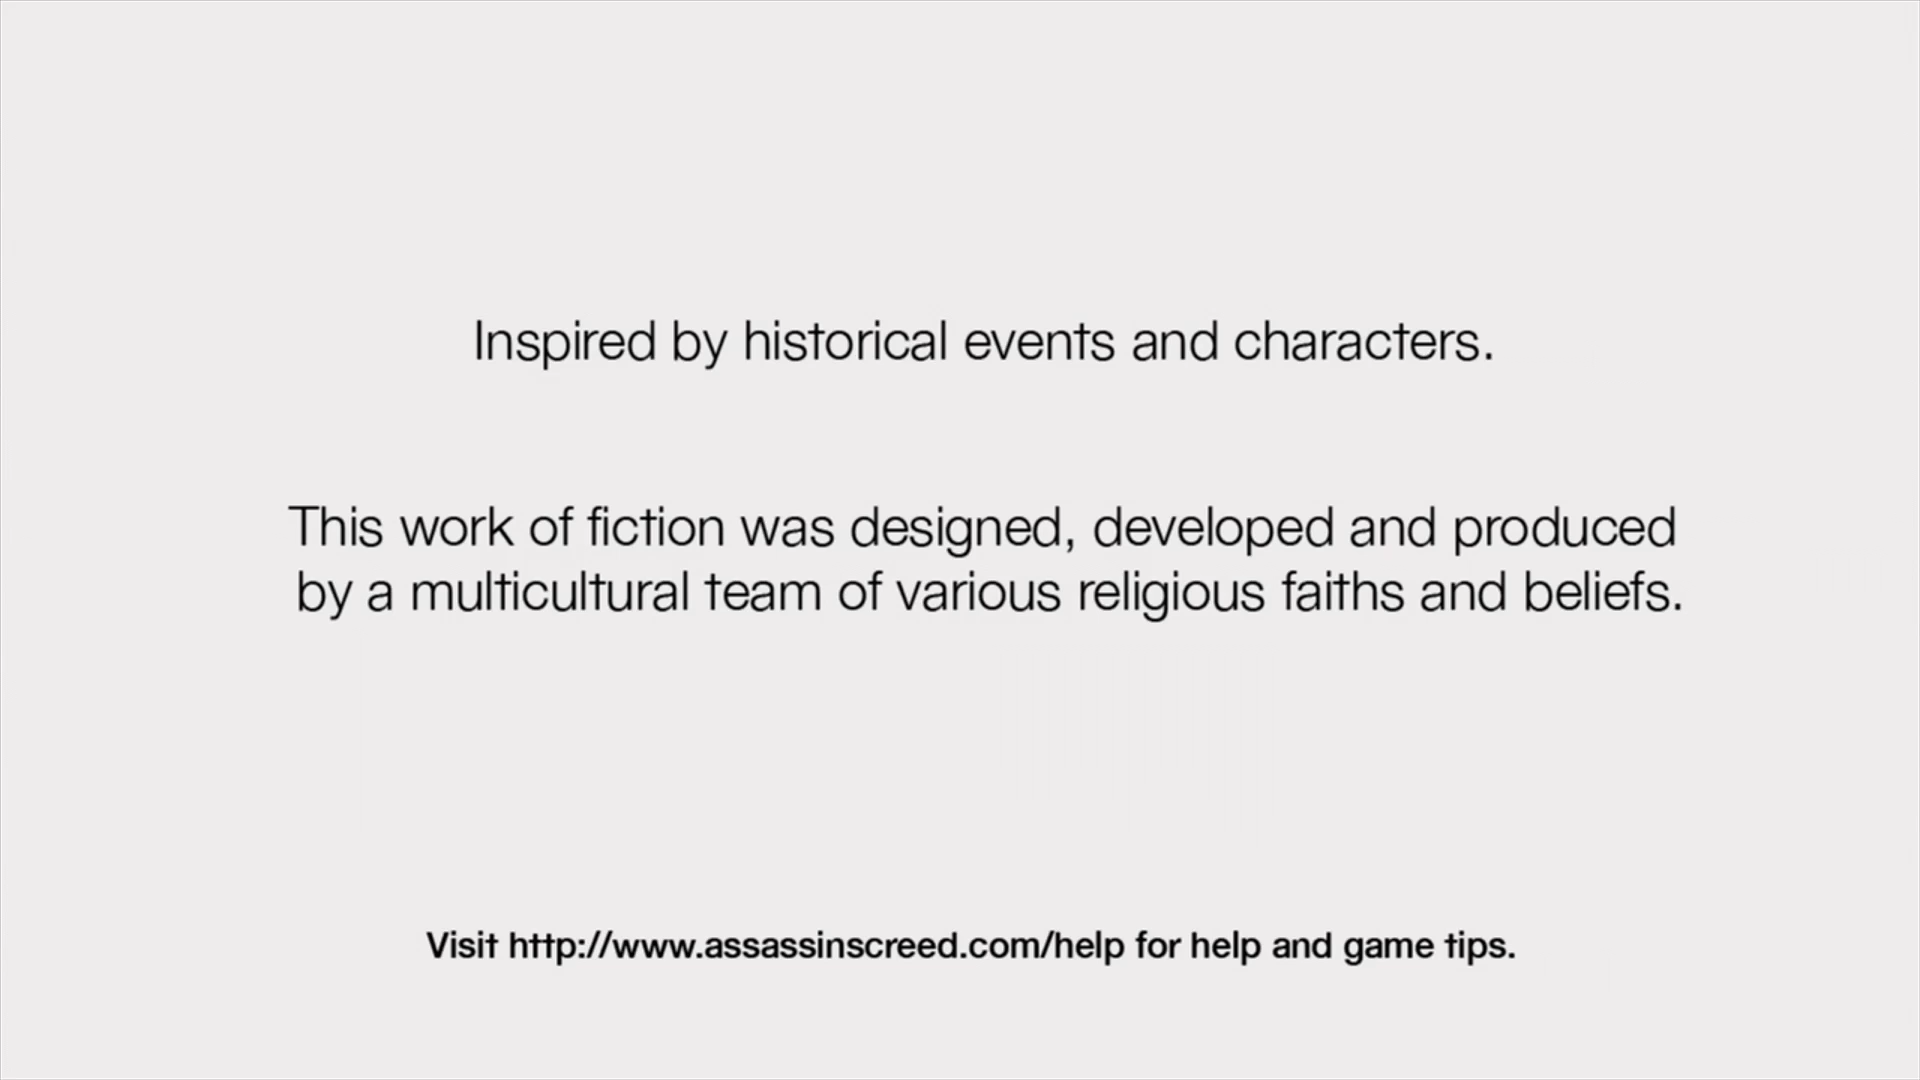 Inspired by historical events and characters.
This work of fiction was designed, developed and produced
by a multicultural team of various religious faiths and beliefs.
Visit http://www.assassinscreed.com/help for help and game tips.